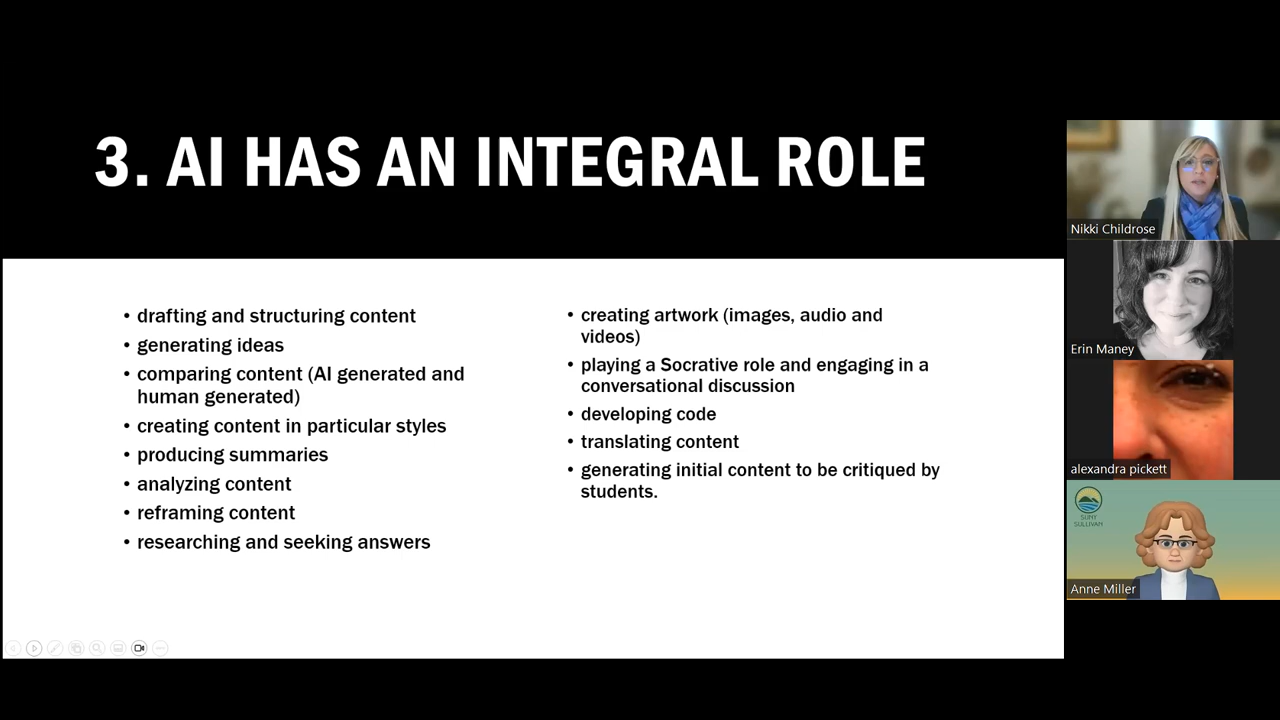 3. AI HAS AN INTEGRAL ROLE
• drafting and structuring content
• generating ideas
• comparing content (AI generated and
human generated)
• creating content in particular styles
• producing summaries
• analyzing content
• reframing content
• researching and seeking answers
• creating artwork (images, audio and
videos)
• playing a Socrative role and engaging in a
conversational discussion
• developing code
• translating content
• generating initial content to be critiqued by
students.
Nikki Childrose
Erin Maney
alexandra pickett
SUNY
SULLIVAN
Anne Miller